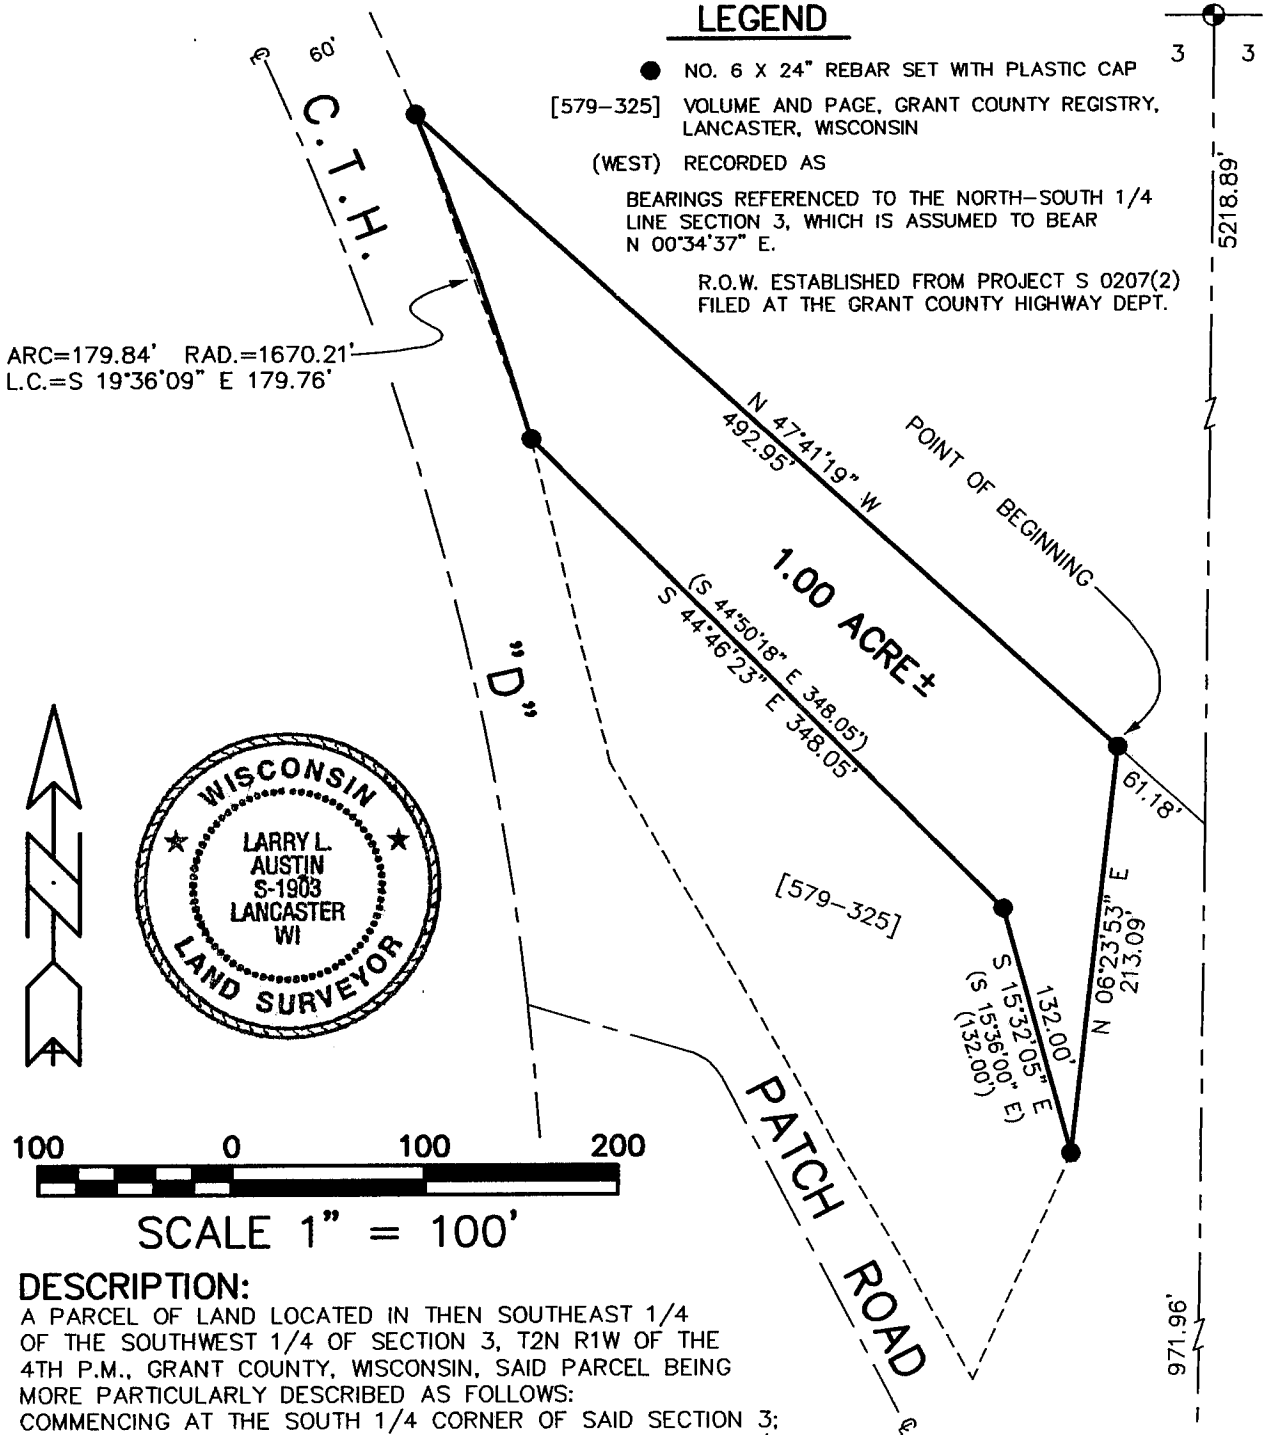 LEGEND
NO. 6 X 24" REBAR SET WITH PLASTIC CAP
[579-325] VOLUME AND PAGE, GRANT COUNTY REGISTRY,
LANCASTER, WISCONSIN
(WEST) RECORDED AS
BEARINGS REFERENCED TO THE NORTH-SOUTH 1/4
LINE SECTION 3, WHICH IS ASSUMED TO BEAR
N 00°34'37" E.
R.O.W. ESTABLISHED FROM PROJECT S 0207(2)
FILED AT THE GRANT COUNTY HIGHWAY DEPT.
3 3
5218.89'
60'
C.T.H.
ARC=179.84' RAD.=1670.21'
L.C.=S 19°36'09" E 179.76'
N 47°41'19" W
492.95'
POINT OF BEGINNING
1.00 ACRE±
(S 44°50'18" E 348.05')
S 44°46'23" E 348.05'
"D"
61.18'
[579-325]
N 06°23'53" E
213.09'
132.00'
S 15°32'05" E
(S 15°36'00" E)
(132.00')
WISCONSIN
LARRY L.
AUSTIN
S-1903
LANCASTER
WI
LAND SURVEYOR
N
PATCH ROAD
971.96'
100 0 100 200
SCALE 1" = 100'
DESCRIPTION:
A PARCEL OF LAND LOCATED IN THEN SOUTHEAST 1/4
OF THE SOUTHWEST 1/4 OF SECTION 3, T2N R1W OF THE
4TH P.M., GRANT COUNTY, WISCONSIN, SAID PARCEL BEING
MORE PARTICULARLY DESCRIBED AS FOLLOWS:
COMMENCING AT THE SOUTH 1/4 CORNER OF SAID SECTION 3;